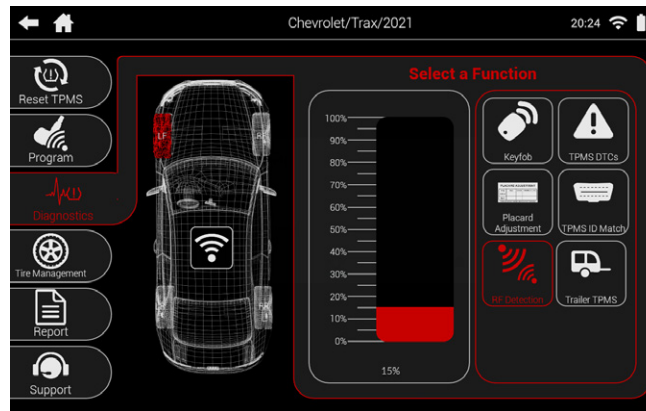 Chevrolet/Trax/2021
20:24
Reset TPMS
Program
Diagnostics
Tire Management
Report
Support
LF
Select a Function
100%
90%
80%
70%
60%
50%
40%
30%
20%
10%
0%
15%
Keyfob
TPMS DTCs
PLACARD ADJUSTMENT
Placard
Adjustment
TPMS ID Match
RF Detection
Trailer TPMS